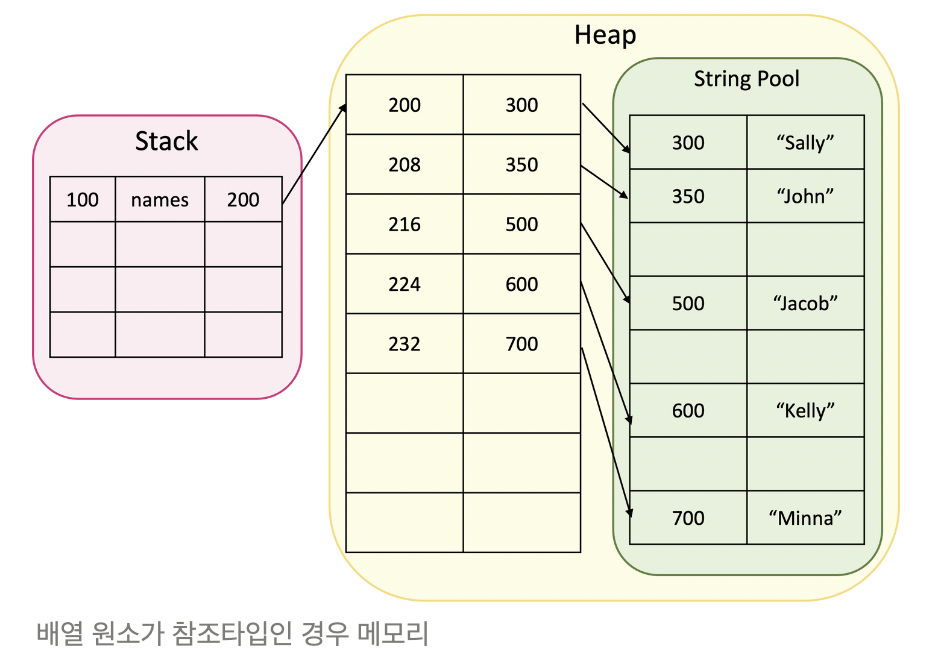 Heap
String Pool
Stack
100 names 200
200 300
208 350
216 500
224 600
232 700
300 “Sally”
350 “John”
500 “Jacob”
600 “Kelly”
700 “Minna”
배열 원소가 참조타입인 경우 메모리